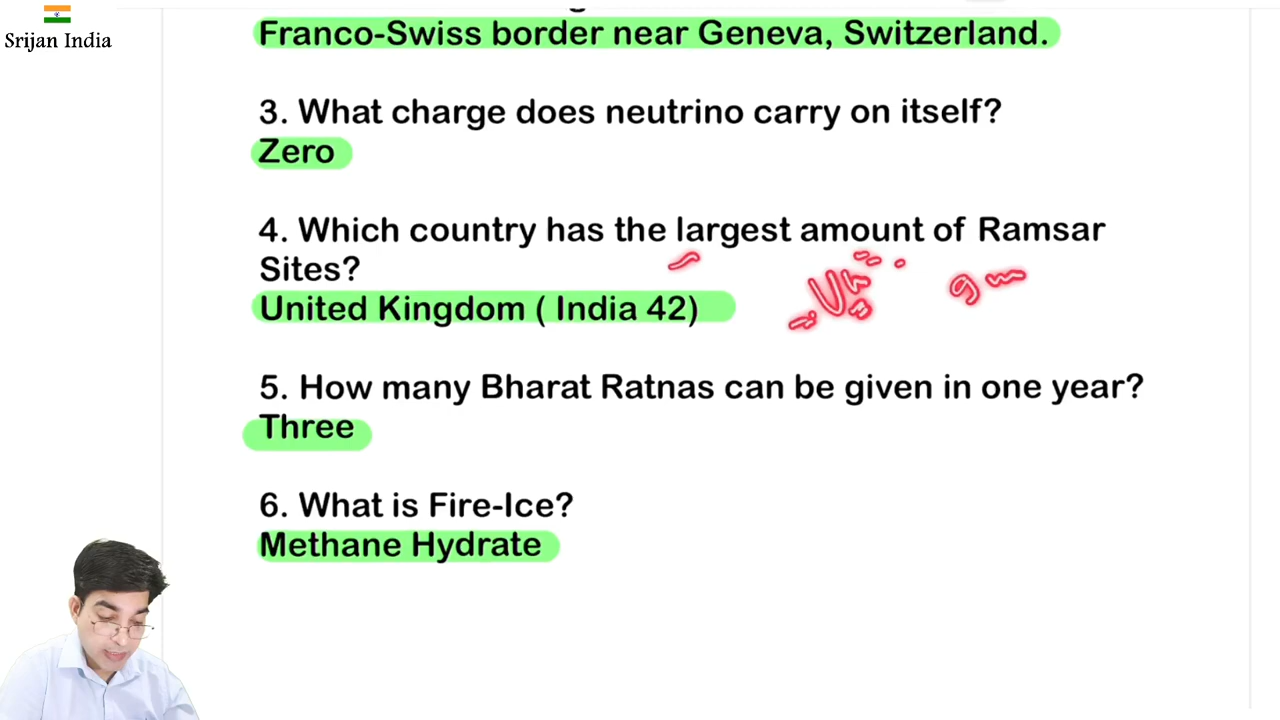 Srijan India
Franco-Swiss border near Geneva, Switzerland.
3. What charge does neutrino carry on itself?
Zero
4. Which country has the largest amount of Ramsar
Sites?
United Kingdom ( India 42)
5. How many Bharat Ratnas can be given in one year?
Three
6. What is Fire-Ice?
Methane Hydrate